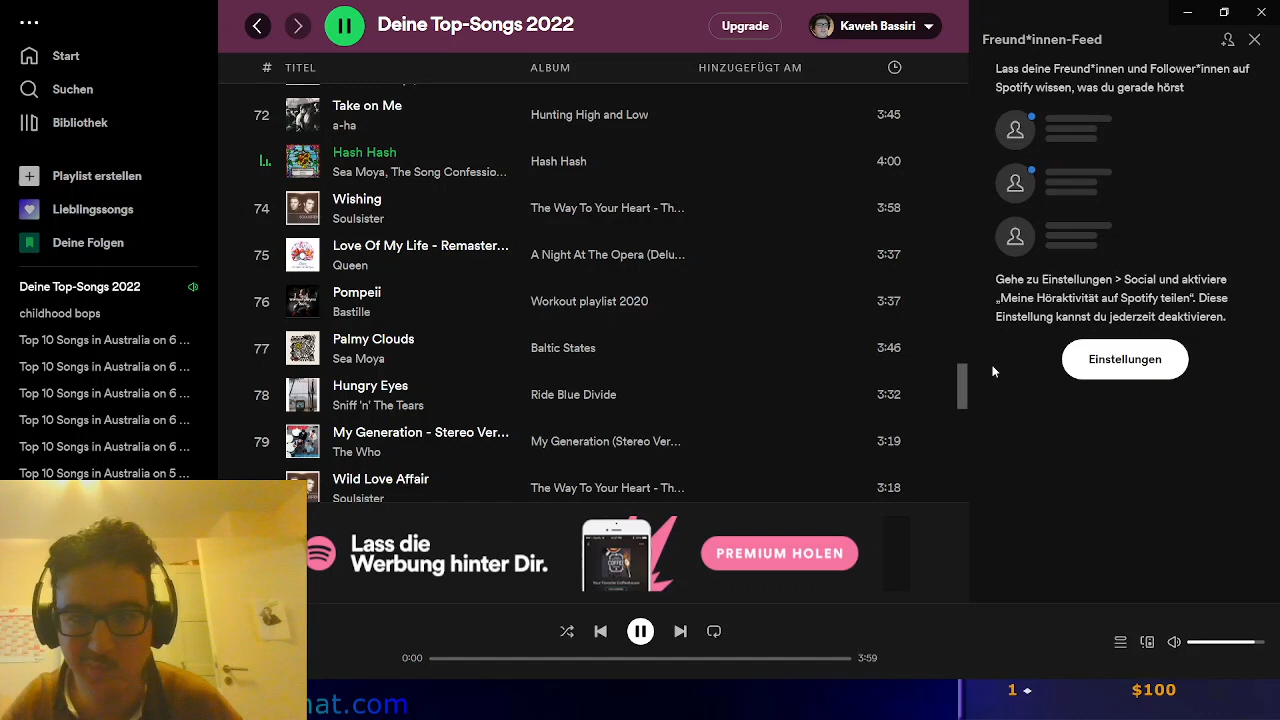 Start
Suchen
Bibliothek
Playlist erstellen
Lieblingssongs
Deine Folgen
Deine Top-Songs 2022
childhood bops
Top 10 Songs in Australia on 6 ...
Top 10 Songs in Australia on 6 ...
Top 10 Songs in Australia on 6 ...
Top 10 Songs in Australia on 6 ...
Top 10 Songs in Australia on 6 ...
Top 10 Songs in Australia on 5 ...
Deine Top-Songs 2022
Upgrade
Kaweh Bassiri
# TITEL ALBUM HINZUGEFÜGT AM
72 Take on Me Hunting High and Low 3:45
a-ha
Hash Hash Hash Hash 4:00
Sea Moya, The Song Confessio...
74 Wishing The Way To Your Heart - Th... 3:58
Soulsister
75 Love Of My Life - Remaster... A Night At The Opera (Delu... 3:37
Queen
76 Pompeii Workout playlist 2020 3:37
Bastille
77 Palmy Clouds Baltic States 3:46
Sea Moya
78 Hungry Eyes Ride Blue Divide 3:32
Sniff 'n' The Tears
79 My Generation - Stereo Ver... My Generation (Stereo Ver... 3:19
The Who
Wild Love Affair The Way To Your Heart - Th... 3:18
Soulsister
Lass die
Werbung hinter Dir.
PREMIUM HOLEN
0:00 3:59
Freund*innen-Feed
Lass deine Freund*innen und Follower*innen auf
Spotify wissen, was du gerade hörst
Gehe zu Einstellungen > Social und aktiviere
„Meine Höraktivität auf Spotify teilen“. Diese
Einstellung kannst du jederzeit deaktivieren.
Einstellungen
hat.com
1 $100